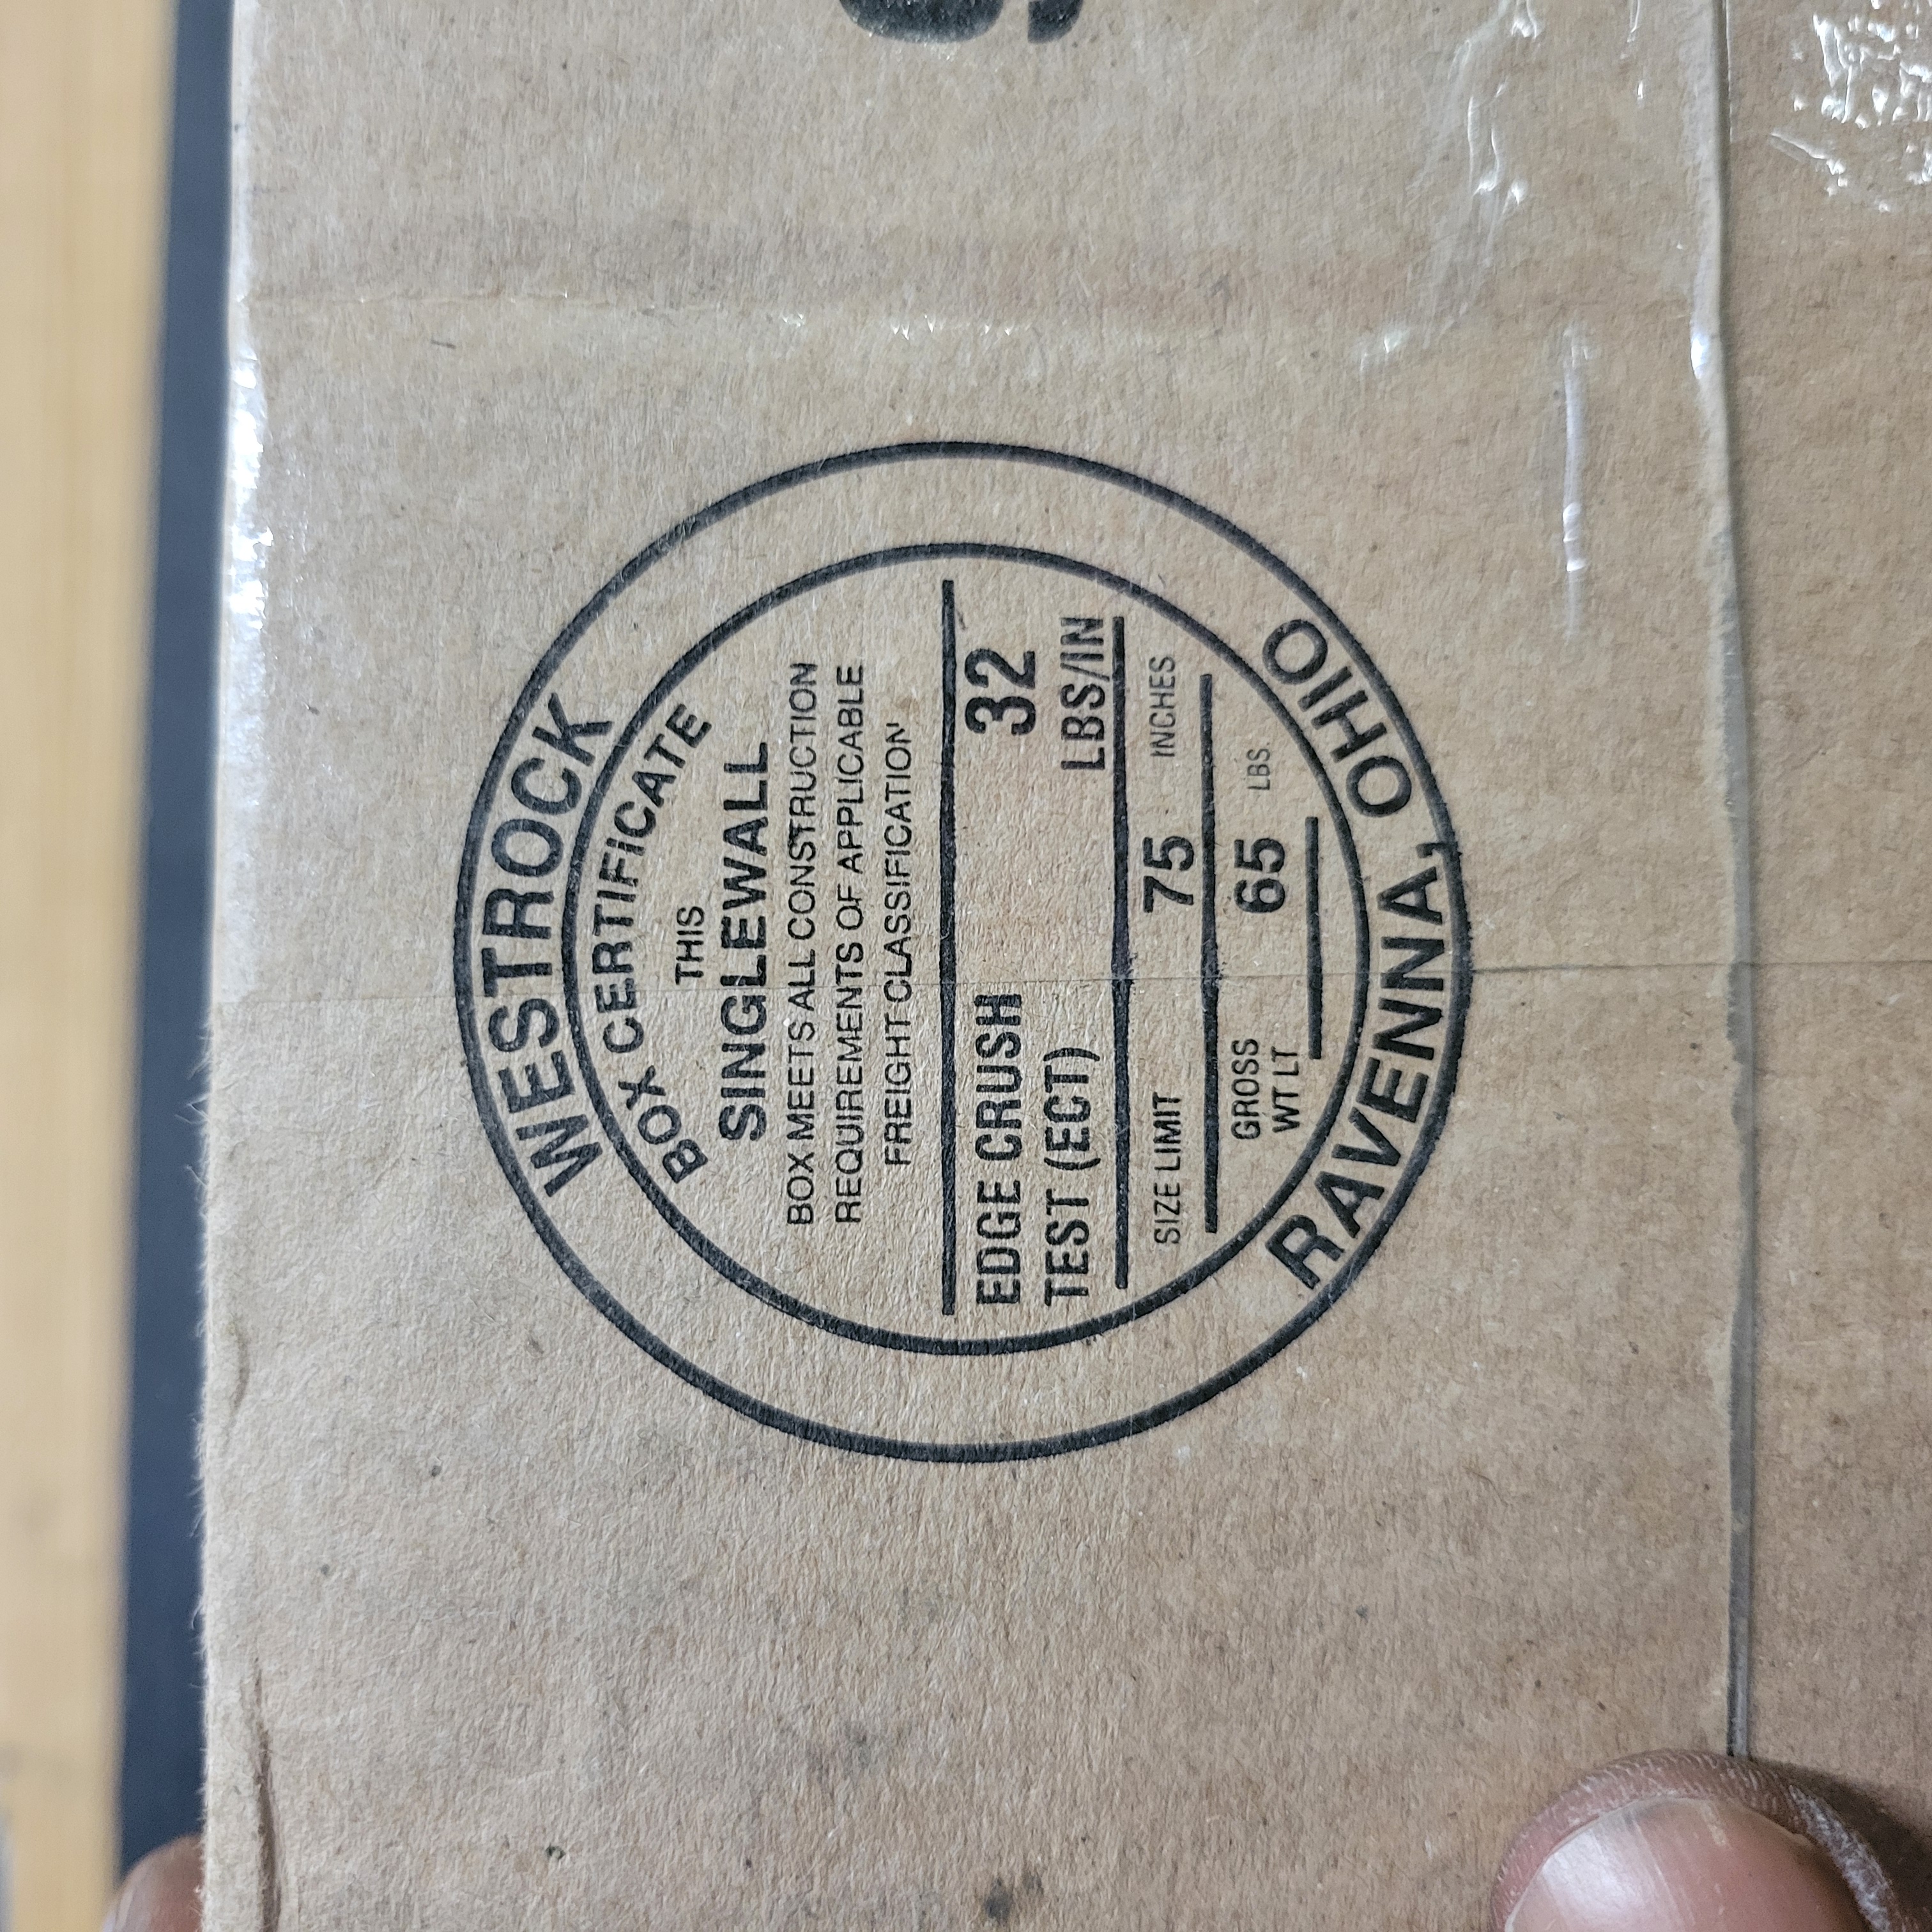 WESTROCK
BOX CERTIFICATE
THIS
SINGLEWALL
BOX MEETS ALL CONSTRUCTION
REQUIREMENTS OF APPLICABLE
FREIGHT CLASSIFICATION'
EDGE CRUSH 32
TEST (ECT) LBS/IN
SIZE LIMIT 75 INCHES
GROSS 65 LBS.
WT LT
RAVENNA, OHIO